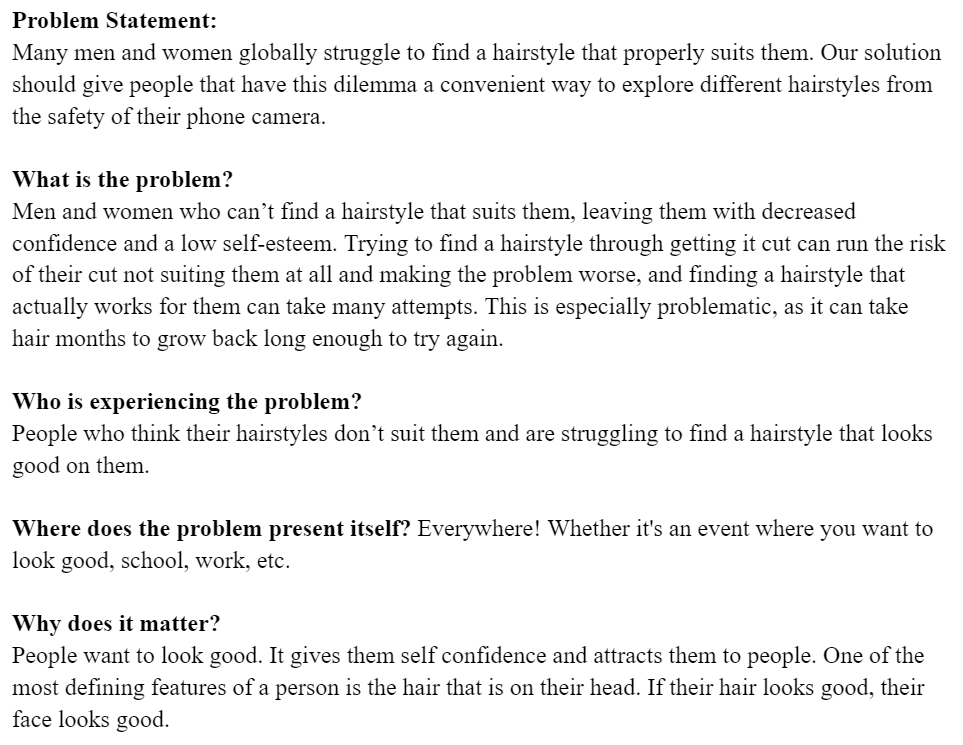 Problem Statement:
Many men and women globally struggle to find a hairstyle that properly suits them. Our solution
should give people that have this dilemma a convenient way to explore different hairstyles from
the safety of their phone camera.
What is the problem?
Men and women who can’t find a hairstyle that suits them, leaving them with decreased
confidence and a low self-esteem. Trying to find a hairstyle through getting it cut can run the risk
of their cut not suiting them at all and making the problem worse, and finding a hairstyle that
actually works for them can take many attempts. This is especially problematic, as it can take
hair months to grow back long enough to try again.
Who is experiencing the problem?
People who think their hairstyles don’t suit them and are struggling to find a hairstyle that looks
good on them.
Where does the problem present itself? Everywhere! Whether it's an event where you want to
look good, school, work, etc.
Why does it matter?
People want to look good. It gives them self confidence and attracts them to people. One of the
most defining features of a person is the hair that is on their head. If their hair looks good, their
face looks good.